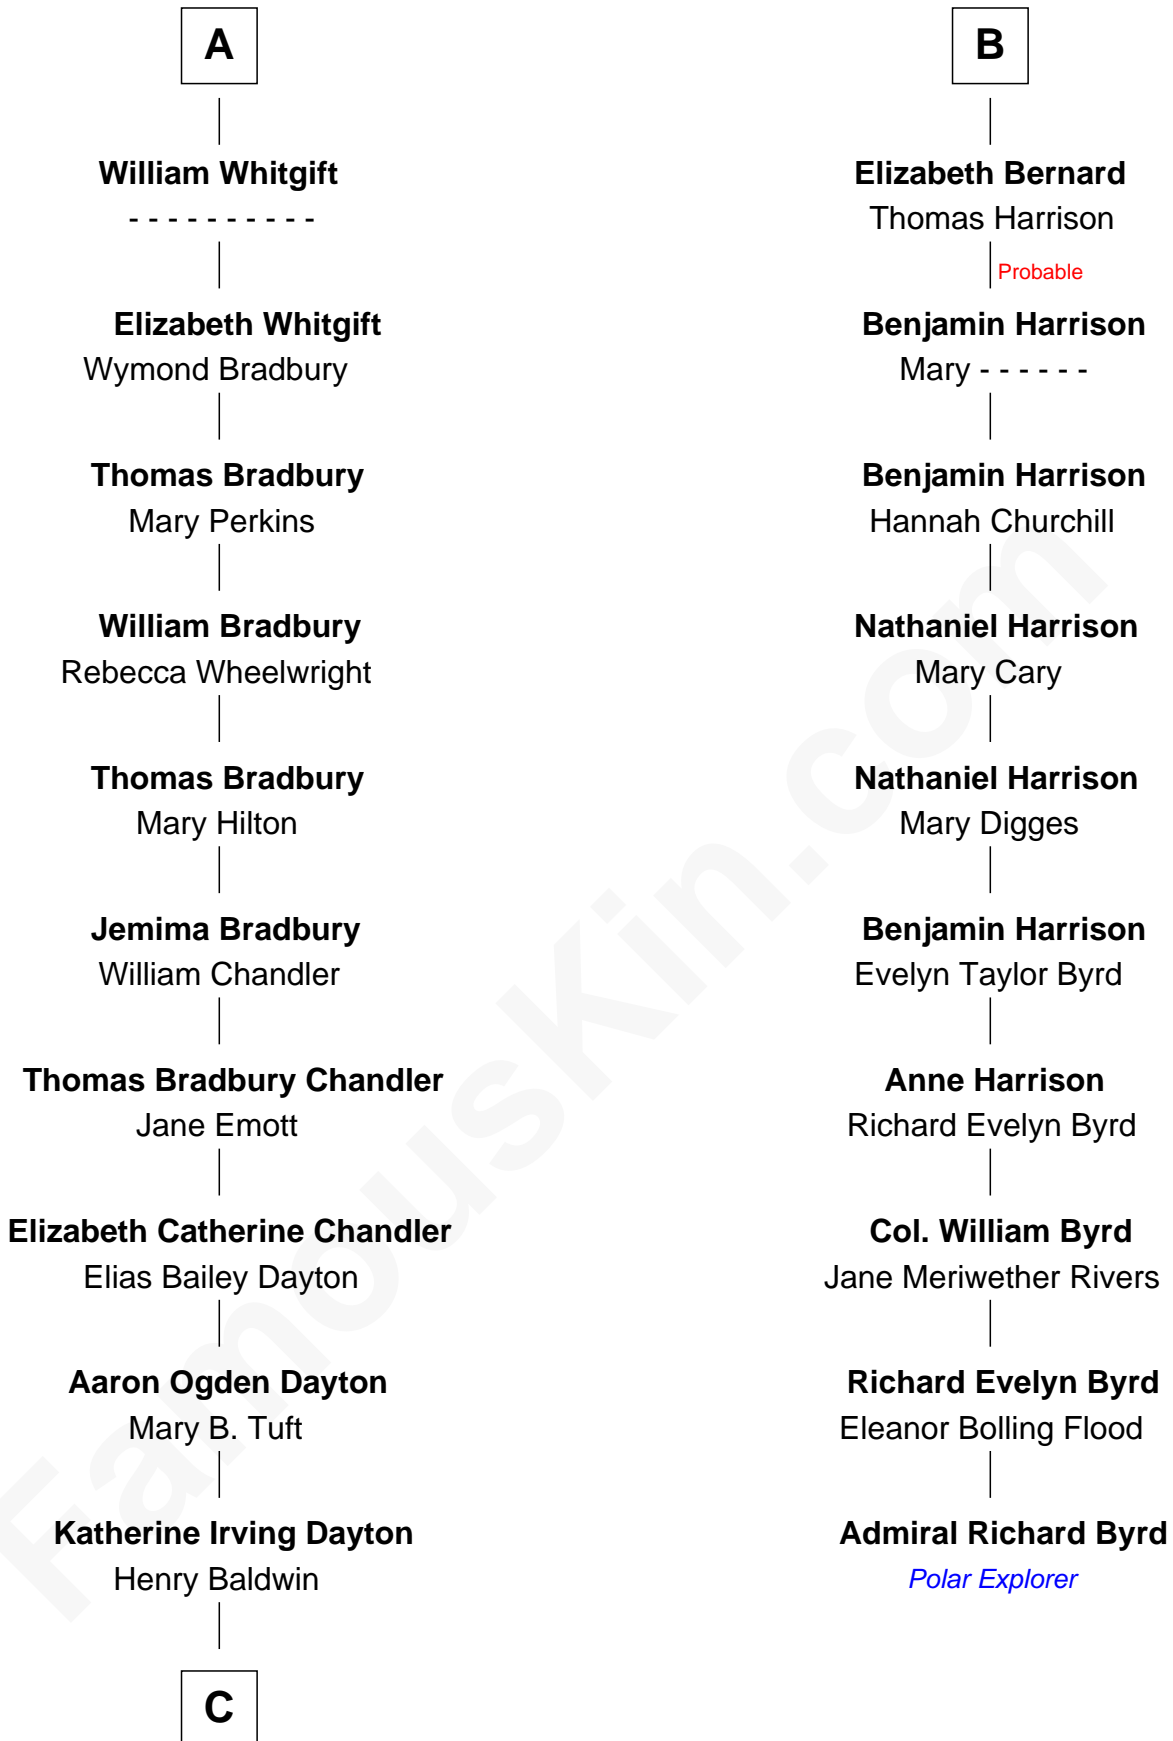 A
William Whitgift
- - - - - - - - - -
Elizabeth Whitgift
Wymond Bradbury
Thomas Bradbury
Mary Perkins
William Bradbury
Rebecca Wheelwright
Thomas Bradbury
Mary Hilton
Jemima Bradbury
William Chandler
Thomas Bradbury Chandler
Jane Emott
Elizabeth Catherine Chandler
Elias Bailey Dayton
Aaron Ogden Dayton
Mary B. Tuft
Katherine Irving Dayton
Henry Baldwin
C
B
Elizabeth Bernard
Thomas Harrison
Probable
Benjamin Harrison
Mary - - - - - -
Benjamin Harrison
Hannah Churchill
Nathaniel Harrison
Mary Cary
Nathaniel Harrison
Mary Digges
Benjamin Harrison
Evelyn Taylor Byrd
Anne Harrison
Richard Evelyn Byrd
Col. William Byrd
Jane Meriwether Rivers
Richard Evelyn Byrd
Eleanor Bolling Flood
Admiral Richard Byrd
Polar Explorer
FamousKin.com